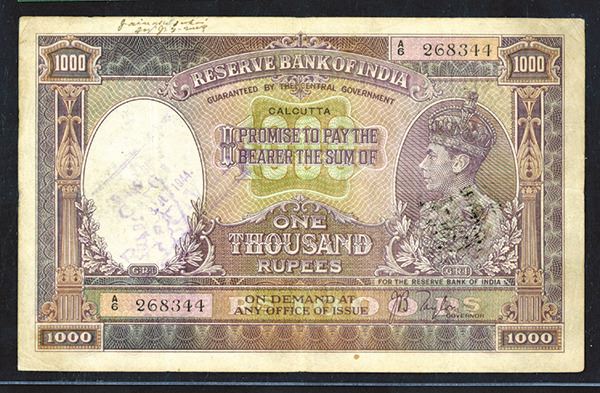 A/6 268344
1000 1000
RESERVE BANK OF INDIA
GUARANTEED BY THE CENTRAL GOVERNMENT
CALCUTTA
I PROMISE TO PAY THE
BEARER THE SUM OF
ONE
THOUSAND
RUPEES
GRI GRI
FOR THE RESERVE BANK OF INDIA
A/6 268344
ON DEMAND AT
ANY OFFICE OF ISSUE
GOVERNOR
1000 1000